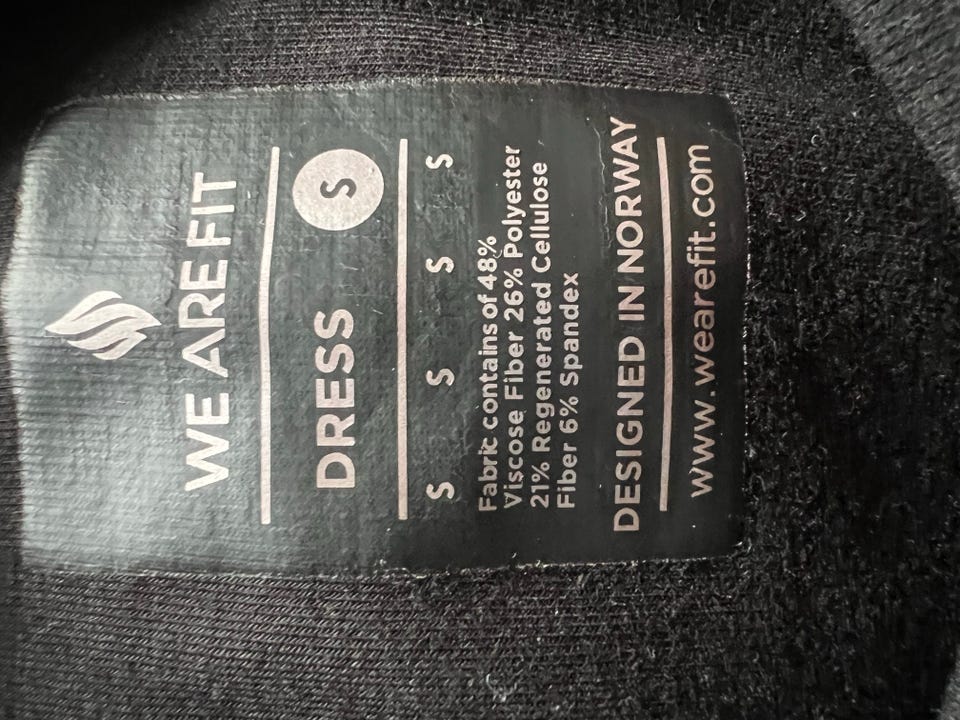 WE ARE FIT
DRESS S
S S S S
Fabric contains of 48%
Viscose Fiber 26% Polyester
21% Regenerated Cellulose
Fiber 6% Spandex
DESIGNED IN NORWAY
www.wearefit.com